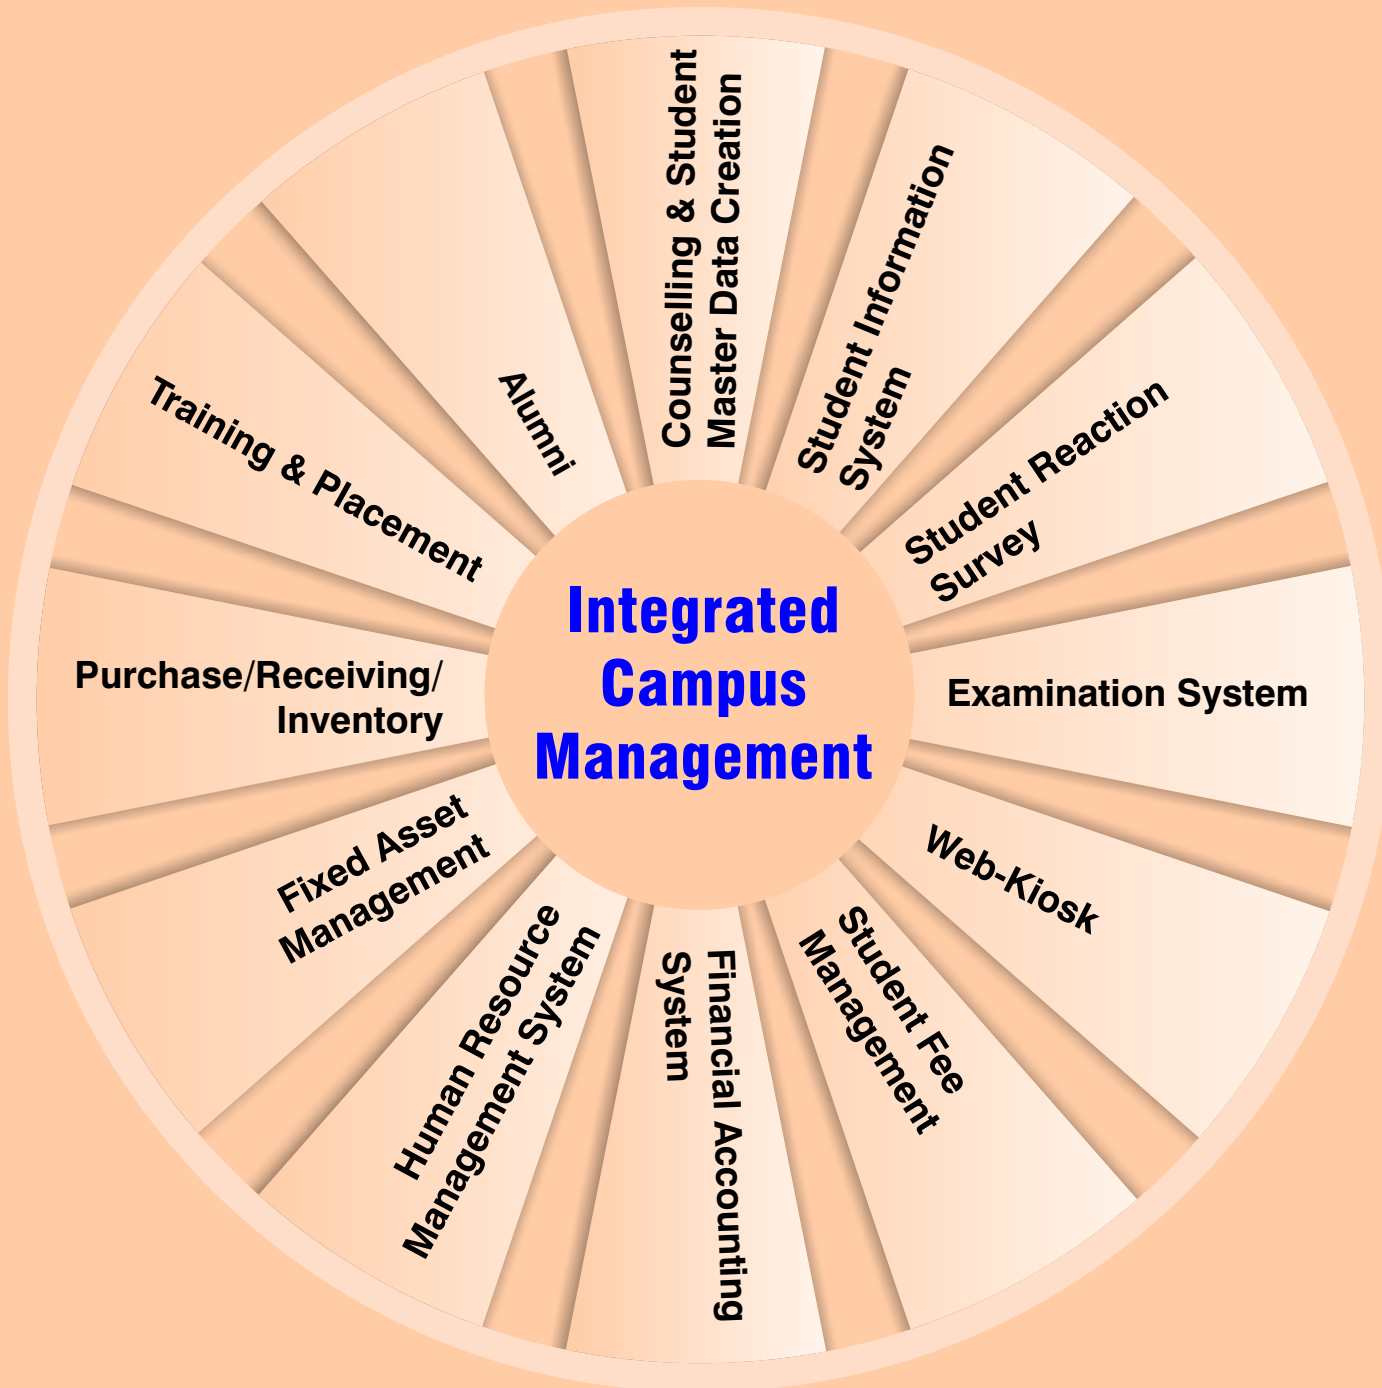 Integrated
Campus
Management
Counselling & Student
Master Data Creation
Student Information
System
Student Reaction
Survey
Examination System
Web-Kiosk
Student Fee
Management
Financial Accounting
System
Human Resource
Management System
Fixed Asset
Management
Purchase/Receiving/
Inventory
Training & Placement
Alumni